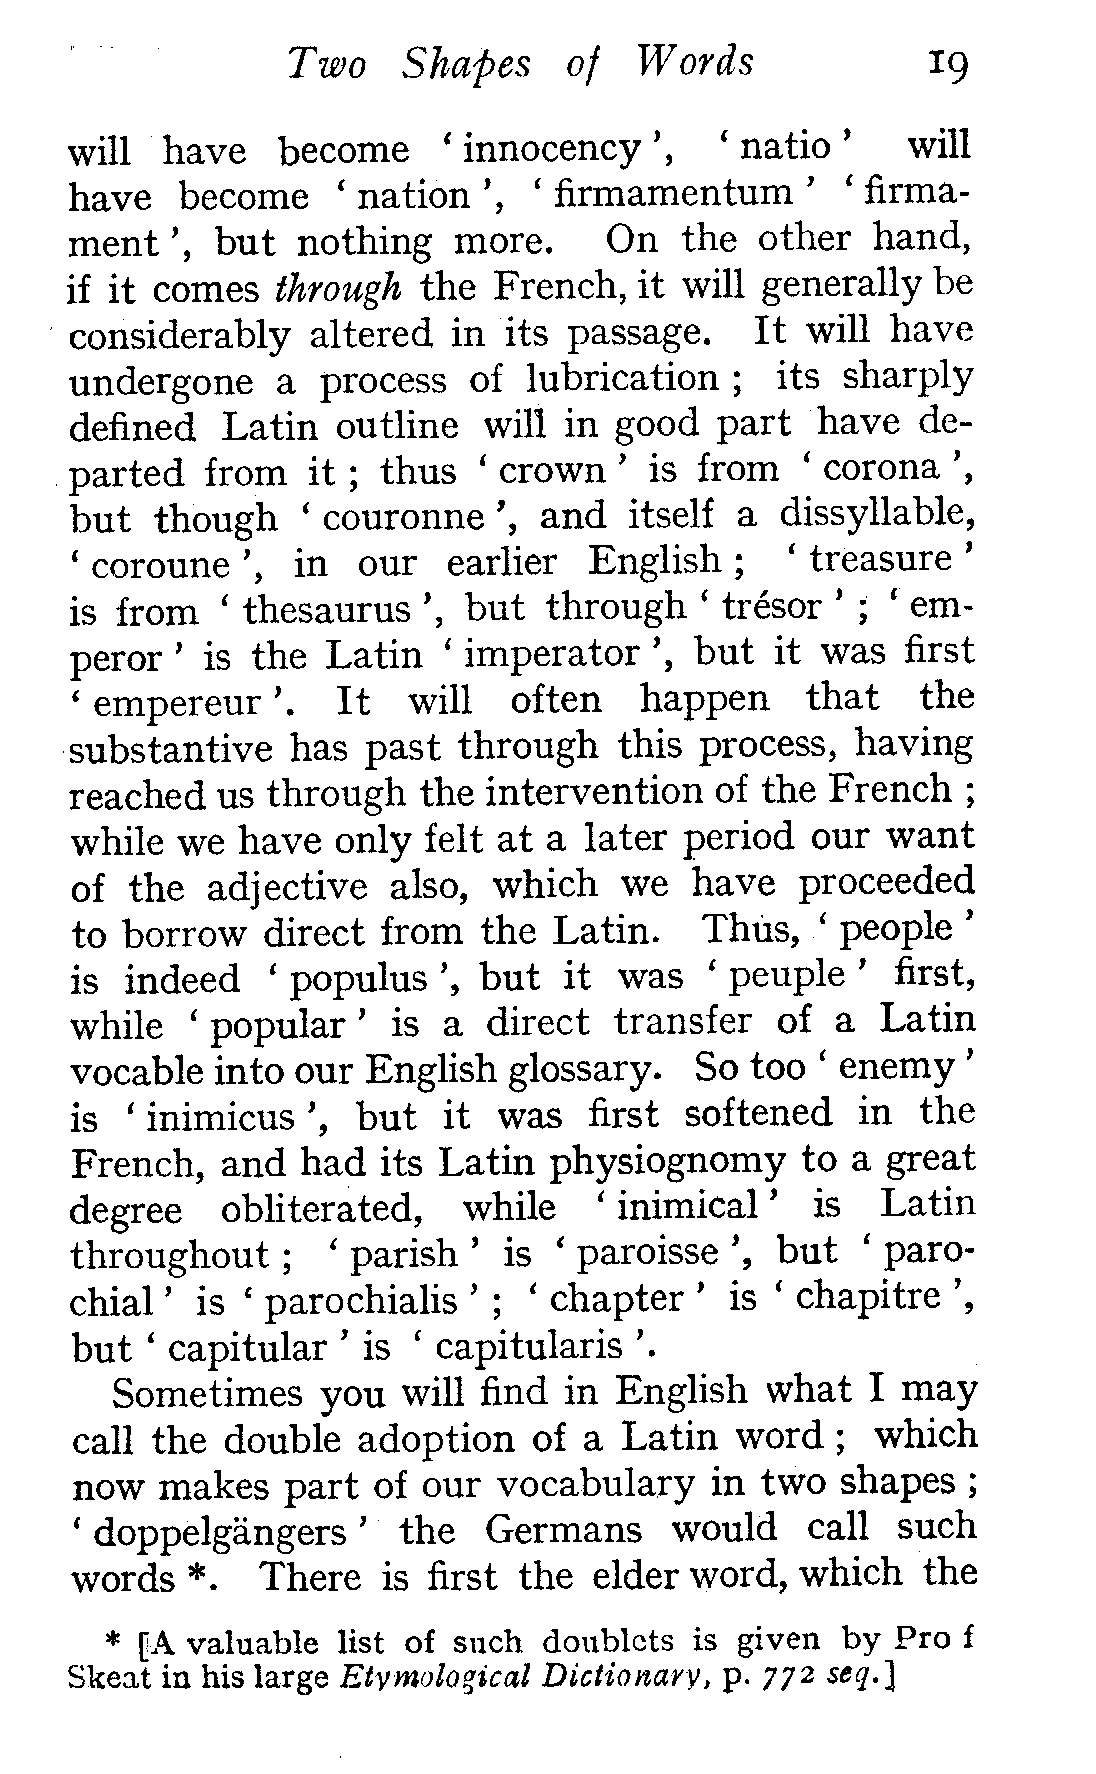 Two Shapes of Words 19
will have become ‘ innocency ’, ‘ natio ’ will
have become ‘ nation ’, ‘ firmamentum ’ ‘ firma-
ment ’, but nothing more. On the other hand,
if it comes through the French, it will generally be
considerably altered in its passage. It will have
undergone a process of lubrication ; its sharply
defined Latin outline will in good part have de-
parted from it ; thus ‘ crown ’ is from ‘ corona ’,
but though ‘ couronne ’, and itself a dissyllable,
‘ coroune ’, in our earlier English ; ‘ treasure ’
is from ‘ thesaurus ’, but through ‘ trésor ’ ; ‘ em-
peror ’ is the Latin ‘ imperator ’, but it was first
‘ empereur ’. It will often happen that the
substantive has past through this process, having
reached us through the intervention of the French ;
while we have only felt at a later period our want
of the adjective also, which we have proceeded
to borrow direct from the Latin. Thus, ‘ people ’
is indeed ‘ populus ’, but it was ‘ peuple ’ first,
while ‘ popular ’ is a direct transfer of a Latin
vocable into our English glossary. So too ‘ enemy ’
is ‘ inimicus ’, but it was first softened in the
French, and had its Latin physiognomy to a great
degree obliterated, while ‘ inimical ’ is Latin
throughout ; ‘ parish ’ is ‘ paroisse ’, but ‘ paro-
chial ’ is ‘ parochialis ’ ; ‘ chapter ’ is ‘ chapitre ’,
but ‘ capitular ’ is ‘ capitularis ’.
Sometimes you will find in English what I may
call the double adoption of a Latin word ; which
now makes part of our vocabulary in two shapes ;
‘ doppelgängers ’ the Germans would call such
words *. There is first the elder word, which the
* [A valuable list of such doublets is given by Pro f
Skeat in his large Etymological Dictionary, p. 772 seq.]